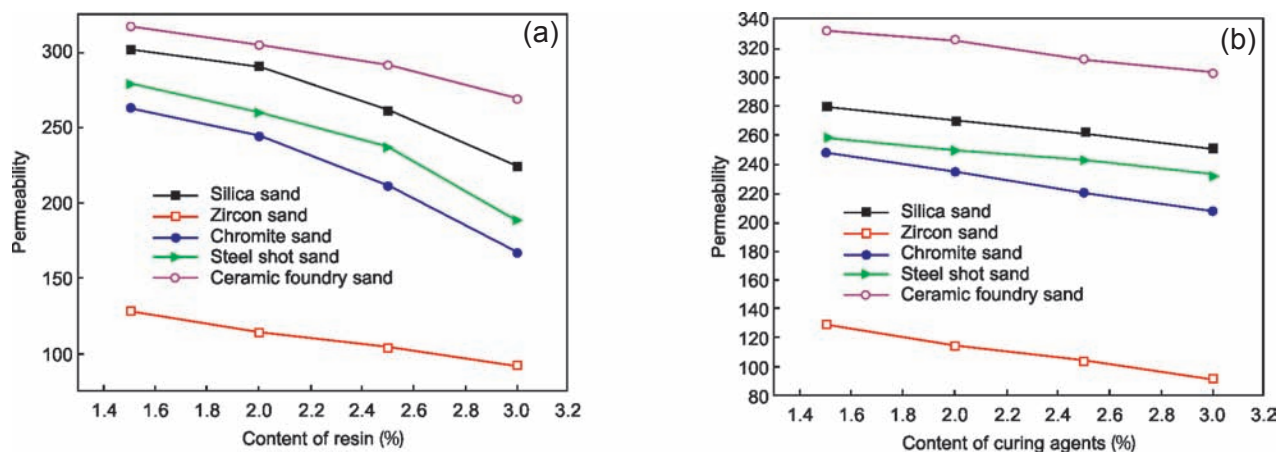 (a)
Permeability
300
250
200
150
100
Silica sand
Zircon sand
Chromite sand
Steel shot sand
Ceramic foundry sand
1.4 1.6 1.8 2.0 2.2 2.4 2.6 2.8 3.0 3.2
Content of resin (%)
(b)
Permeability
340
320
300
280
260
240
220
200
180
160
140
120
100
80
Silica sand
Zircon sand
Chromite sand
Steel shot sand
Ceramic foundry sand
1.4 1.6 1.8 2.0 2.2 2.4 2.6 2.8 3.0 3.2
Content of curing agents (%)